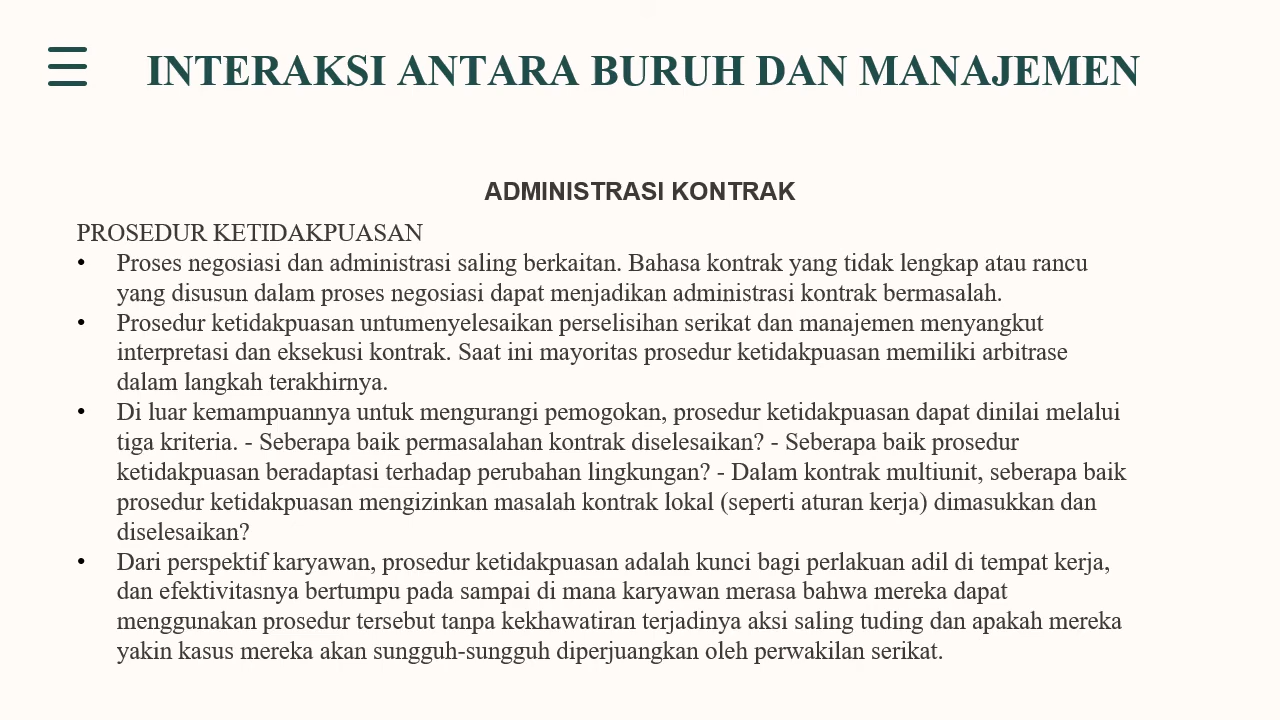 INTERAKSI ANTARA BURUH DAN MANAJEMEN
ADMINISTRASI KONTRAK
PROSEDUR KETIDAKPUASAN
• Proses negosiasi dan administrasi saling berkaitan. Bahasa kontrak yang tidak lengkap atau rancu
yang disusun dalam proses negosiasi dapat menjadikan administrasi kontrak bermasalah.
• Prosedur ketidakpuasan untumenyelesaikan perselisihan serikat dan manajemen menyangkut
interpretasi dan eksekusi kontrak. Saat ini mayoritas prosedur ketidakpuasan memiliki arbitrase
dalam langkah terakhirnya.
• Di luar kemampuannya untuk mengurangi pemogokan, prosedur ketidakpuasan dapat dinilai melalui
tiga kriteria. - Seberapa baik permasalahan kontrak diselesaikan? - Seberapa baik prosedur
ketidakpuasan beradaptasi terhadap perubahan lingkungan? - Dalam kontrak multiunit, seberapa baik
prosedur ketidakpuasan mengizinkan masalah kontrak lokal (seperti aturan kerja) dimasukkan dan
diselesaikan?
• Dari perspektif karyawan, prosedur ketidakpuasan adalah kunci bagi perlakuan adil di tempat kerja,
dan efektivitasnya bertumpu pada sampai di mana karyawan merasa bahwa mereka dapat
menggunakan prosedur tersebut tanpa kekhawatiran terjadinya aksi saling tuding dan apakah mereka
yakin kasus mereka akan sungguh-sungguh diperjuangkan oleh perwakilan serikat.